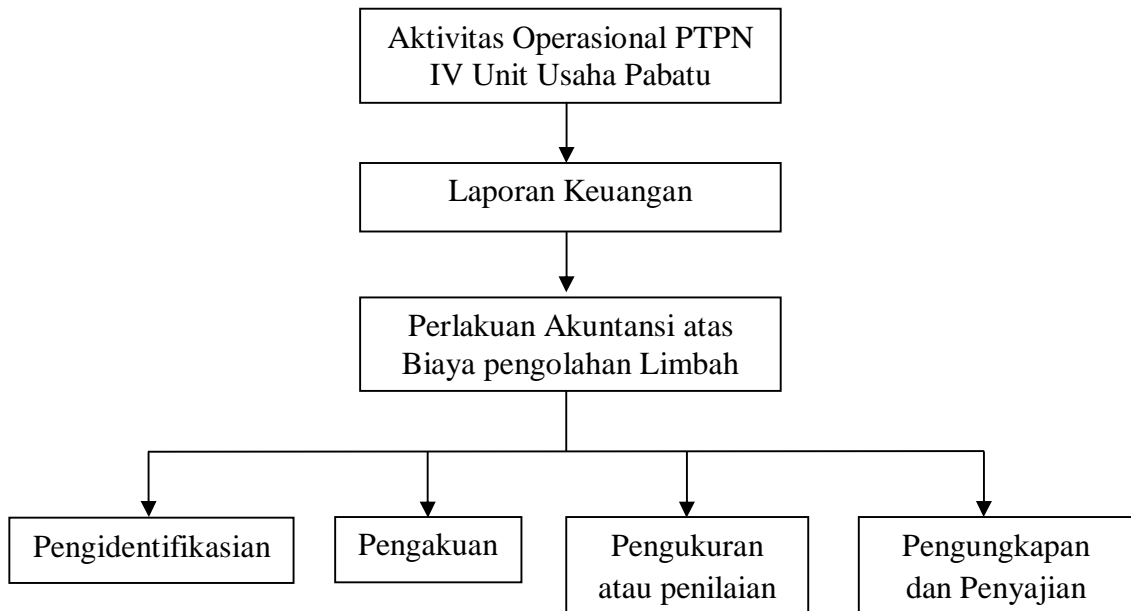 Aktivitas Operasional PTPN
IV Unit Usaha Pabatu
Laporan Keuangan
Perlakuan Akuntansi atas
Biaya pengolahan Limbah
Pengidentifikasian
Pengakuan
Pengukuran
atau penilaian
Pengungkapan
dan Penyajian